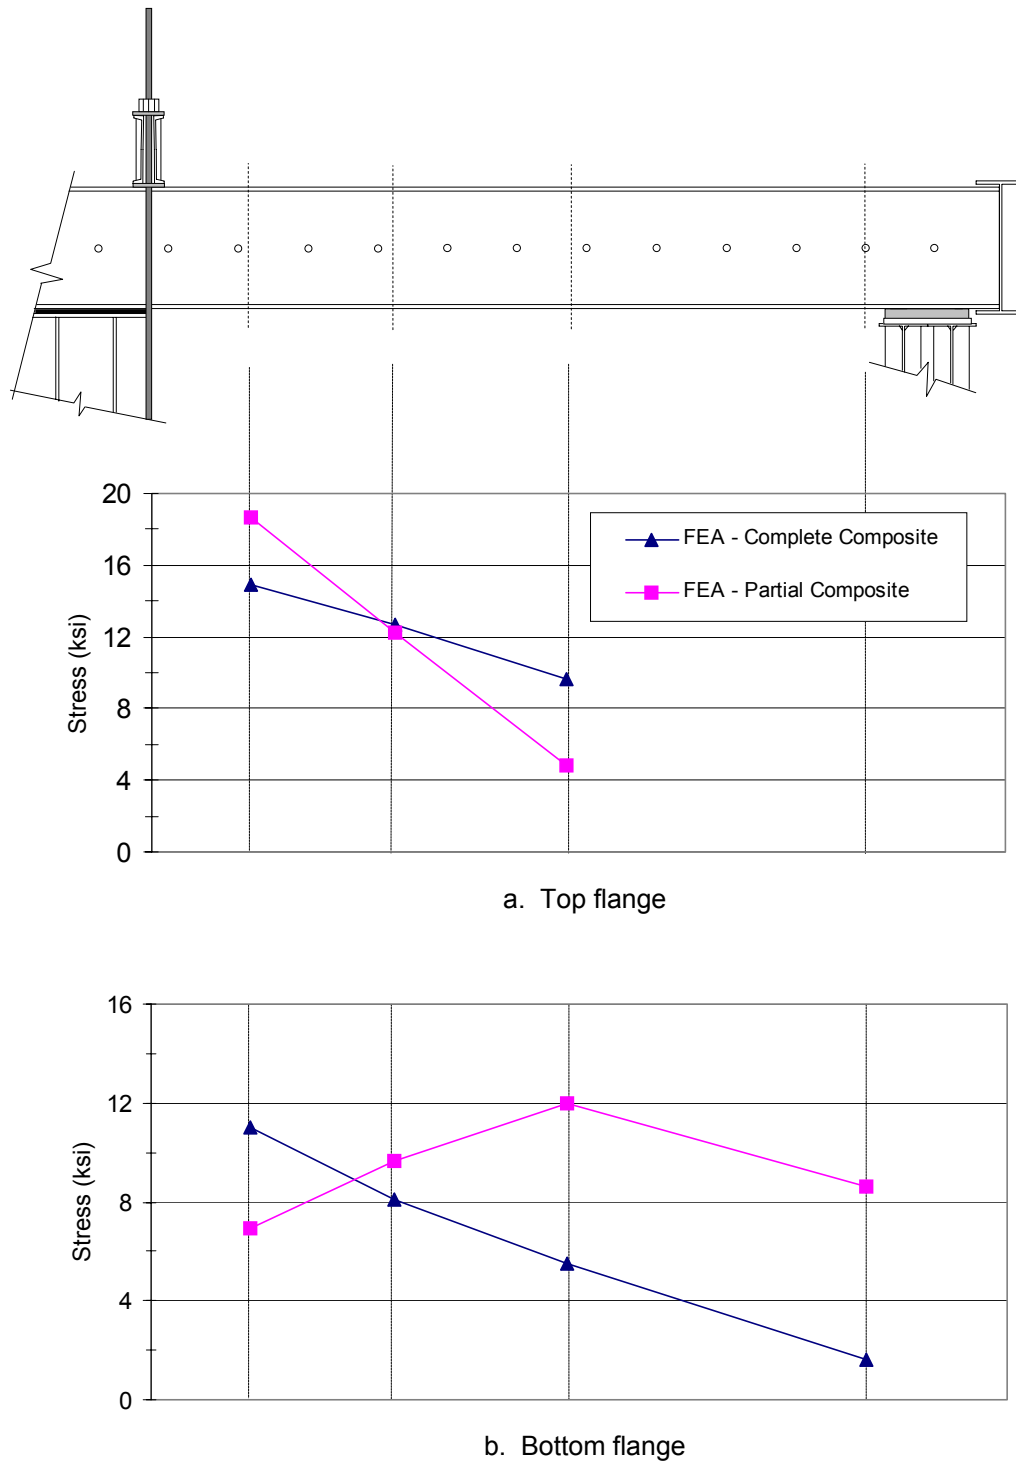 20
16
12
8
4
0
Stress (ksi)
FEA - Complete Composite
FEA - Partial Composite
a. Top flange
16
12
8
4
0
Stress (ksi)
b. Bottom flange